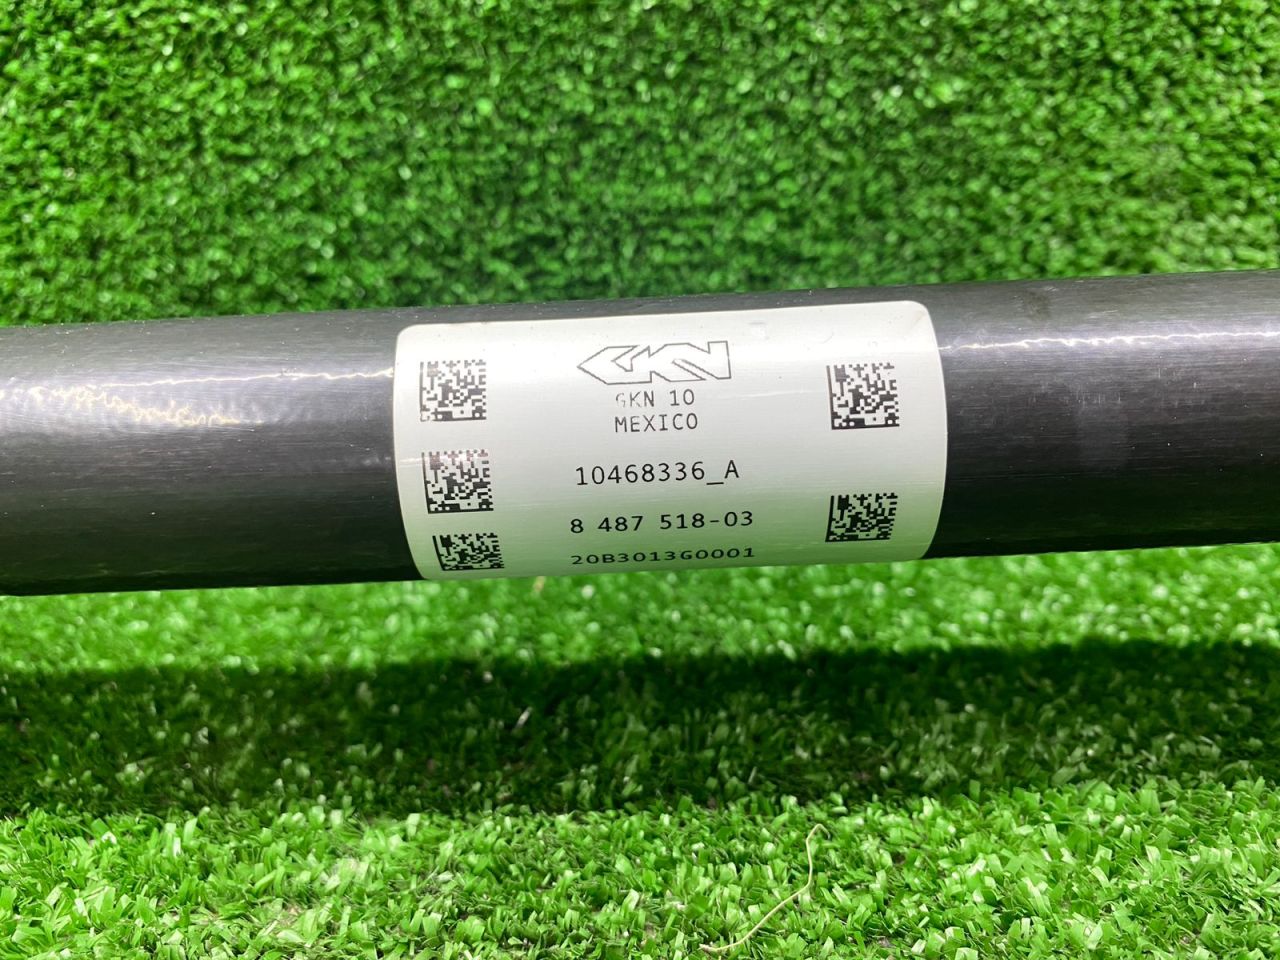 GKN
GKN 10
MEXICO
10468336_A
8 487 518-03
20B3013G0001